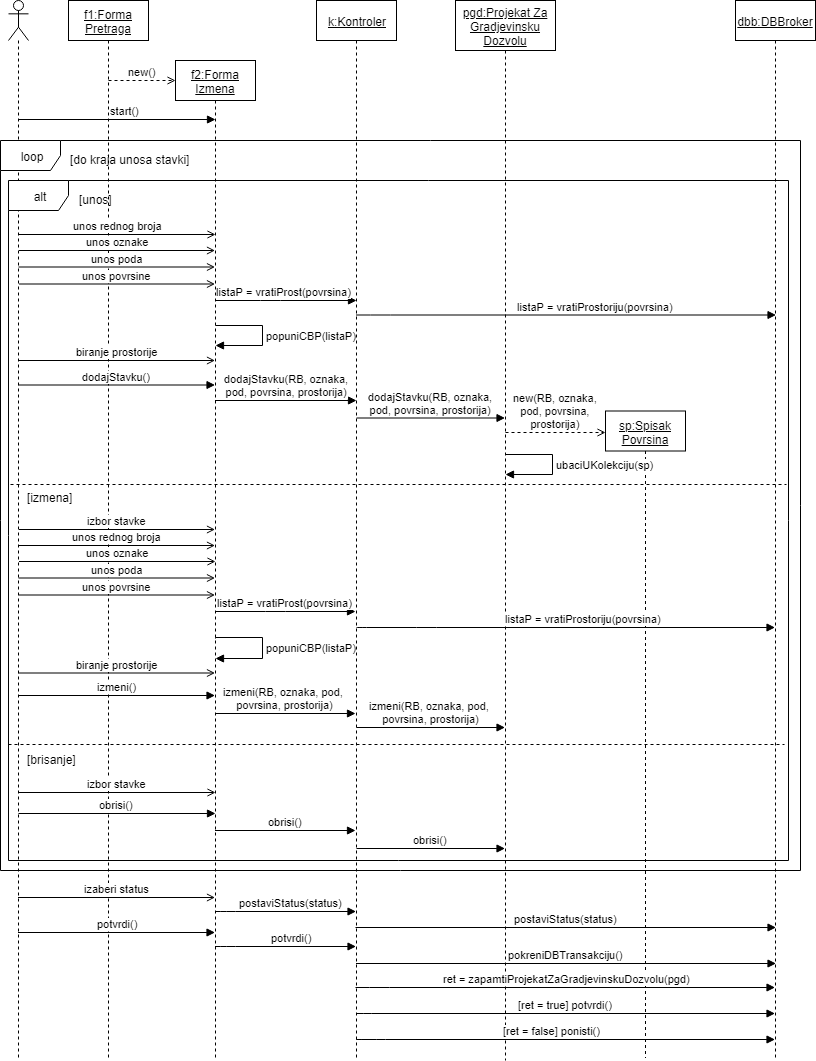 f1:Forma
Pretraga
k:Kontroler
pgd:Projekat Za
Gradjevinsku
Dozvolu
dbb:DBBroker
new()
f2:Forma
Izmena
start()
loop
[do kraja unosa stavki]
alt
[unos]
unos rednog broja
unos oznake
unos poda
unos povrsine
listaP = vratiProst(povrsina)
listaP = vratiProstoriju(povrsina)
popuniCBP(listaP)
biranje prostorije
dodajStavku()
dodajStavku(RB, oznaka,
pod, povrsina, prostorija)
dodajStavku(RB, oznaka,
pod, povrsina, prostorija)
new(RB, oznaka,
pod, povrsina,
prostorija)
sp:Spisak
Povrsina
ubaciUKolekciju(sp)
[izmena]
izbor stavke
unos rednog broja
unos oznake
unos poda
unos povrsine
listaP = vratiProst(povrsina)
listaP = vratiProstoriju(povrsina)
popuniCBP(listaP)
biranje prostorije
izmeni()
izmeni(RB, oznaka, pod,
povrsina, prostorija)
izmeni(RB, oznaka, pod,
povrsina, prostorija)
[brisanje]
izbor stavke
obrisi()
obrisi()
obrisi()
izaberi status
postaviStatus(status)
postaviStatus(status)
potvrdi()
potvrdi()
pokreniDBTransakciju()
ret = zapamtiProjekatZaGradjevinskuDozvolu(pgd)
[ret = true] potvrdi()
[ret = false] ponisti()